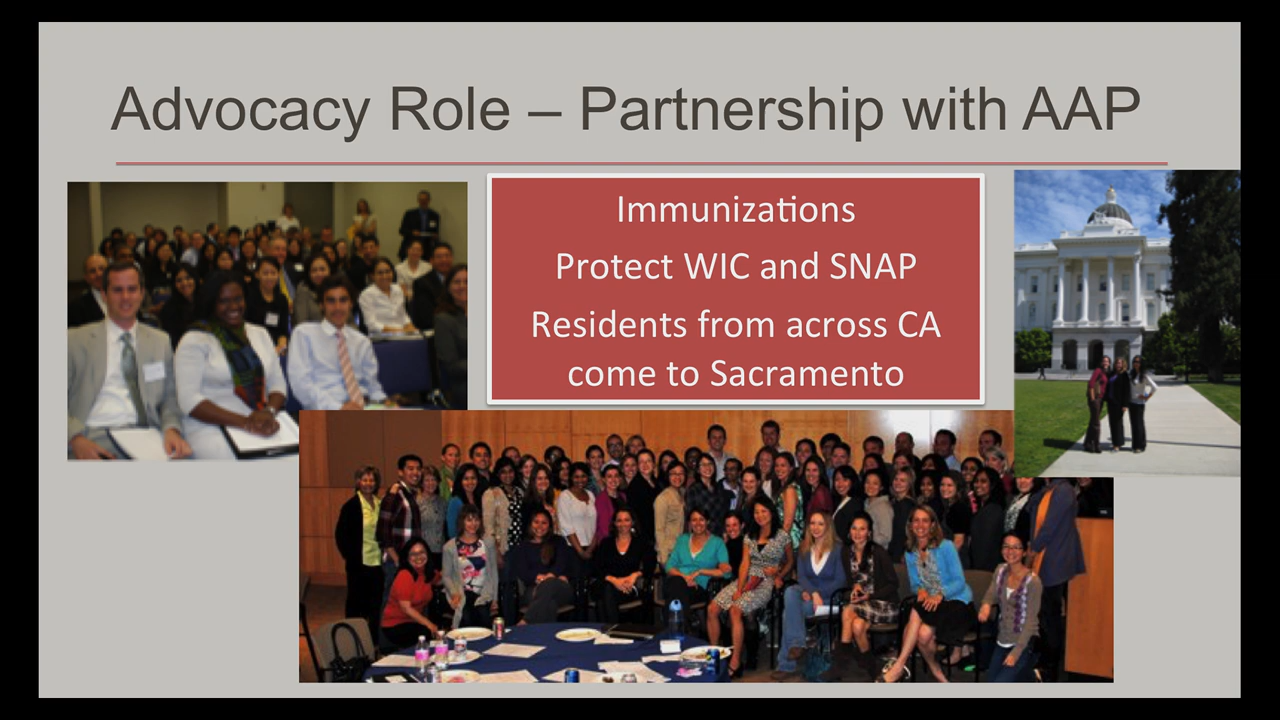 Advocacy Role – Partnership with AAP
Immunizations
Protect WIC and SNAP
Residents from across CA
come to Sacramento